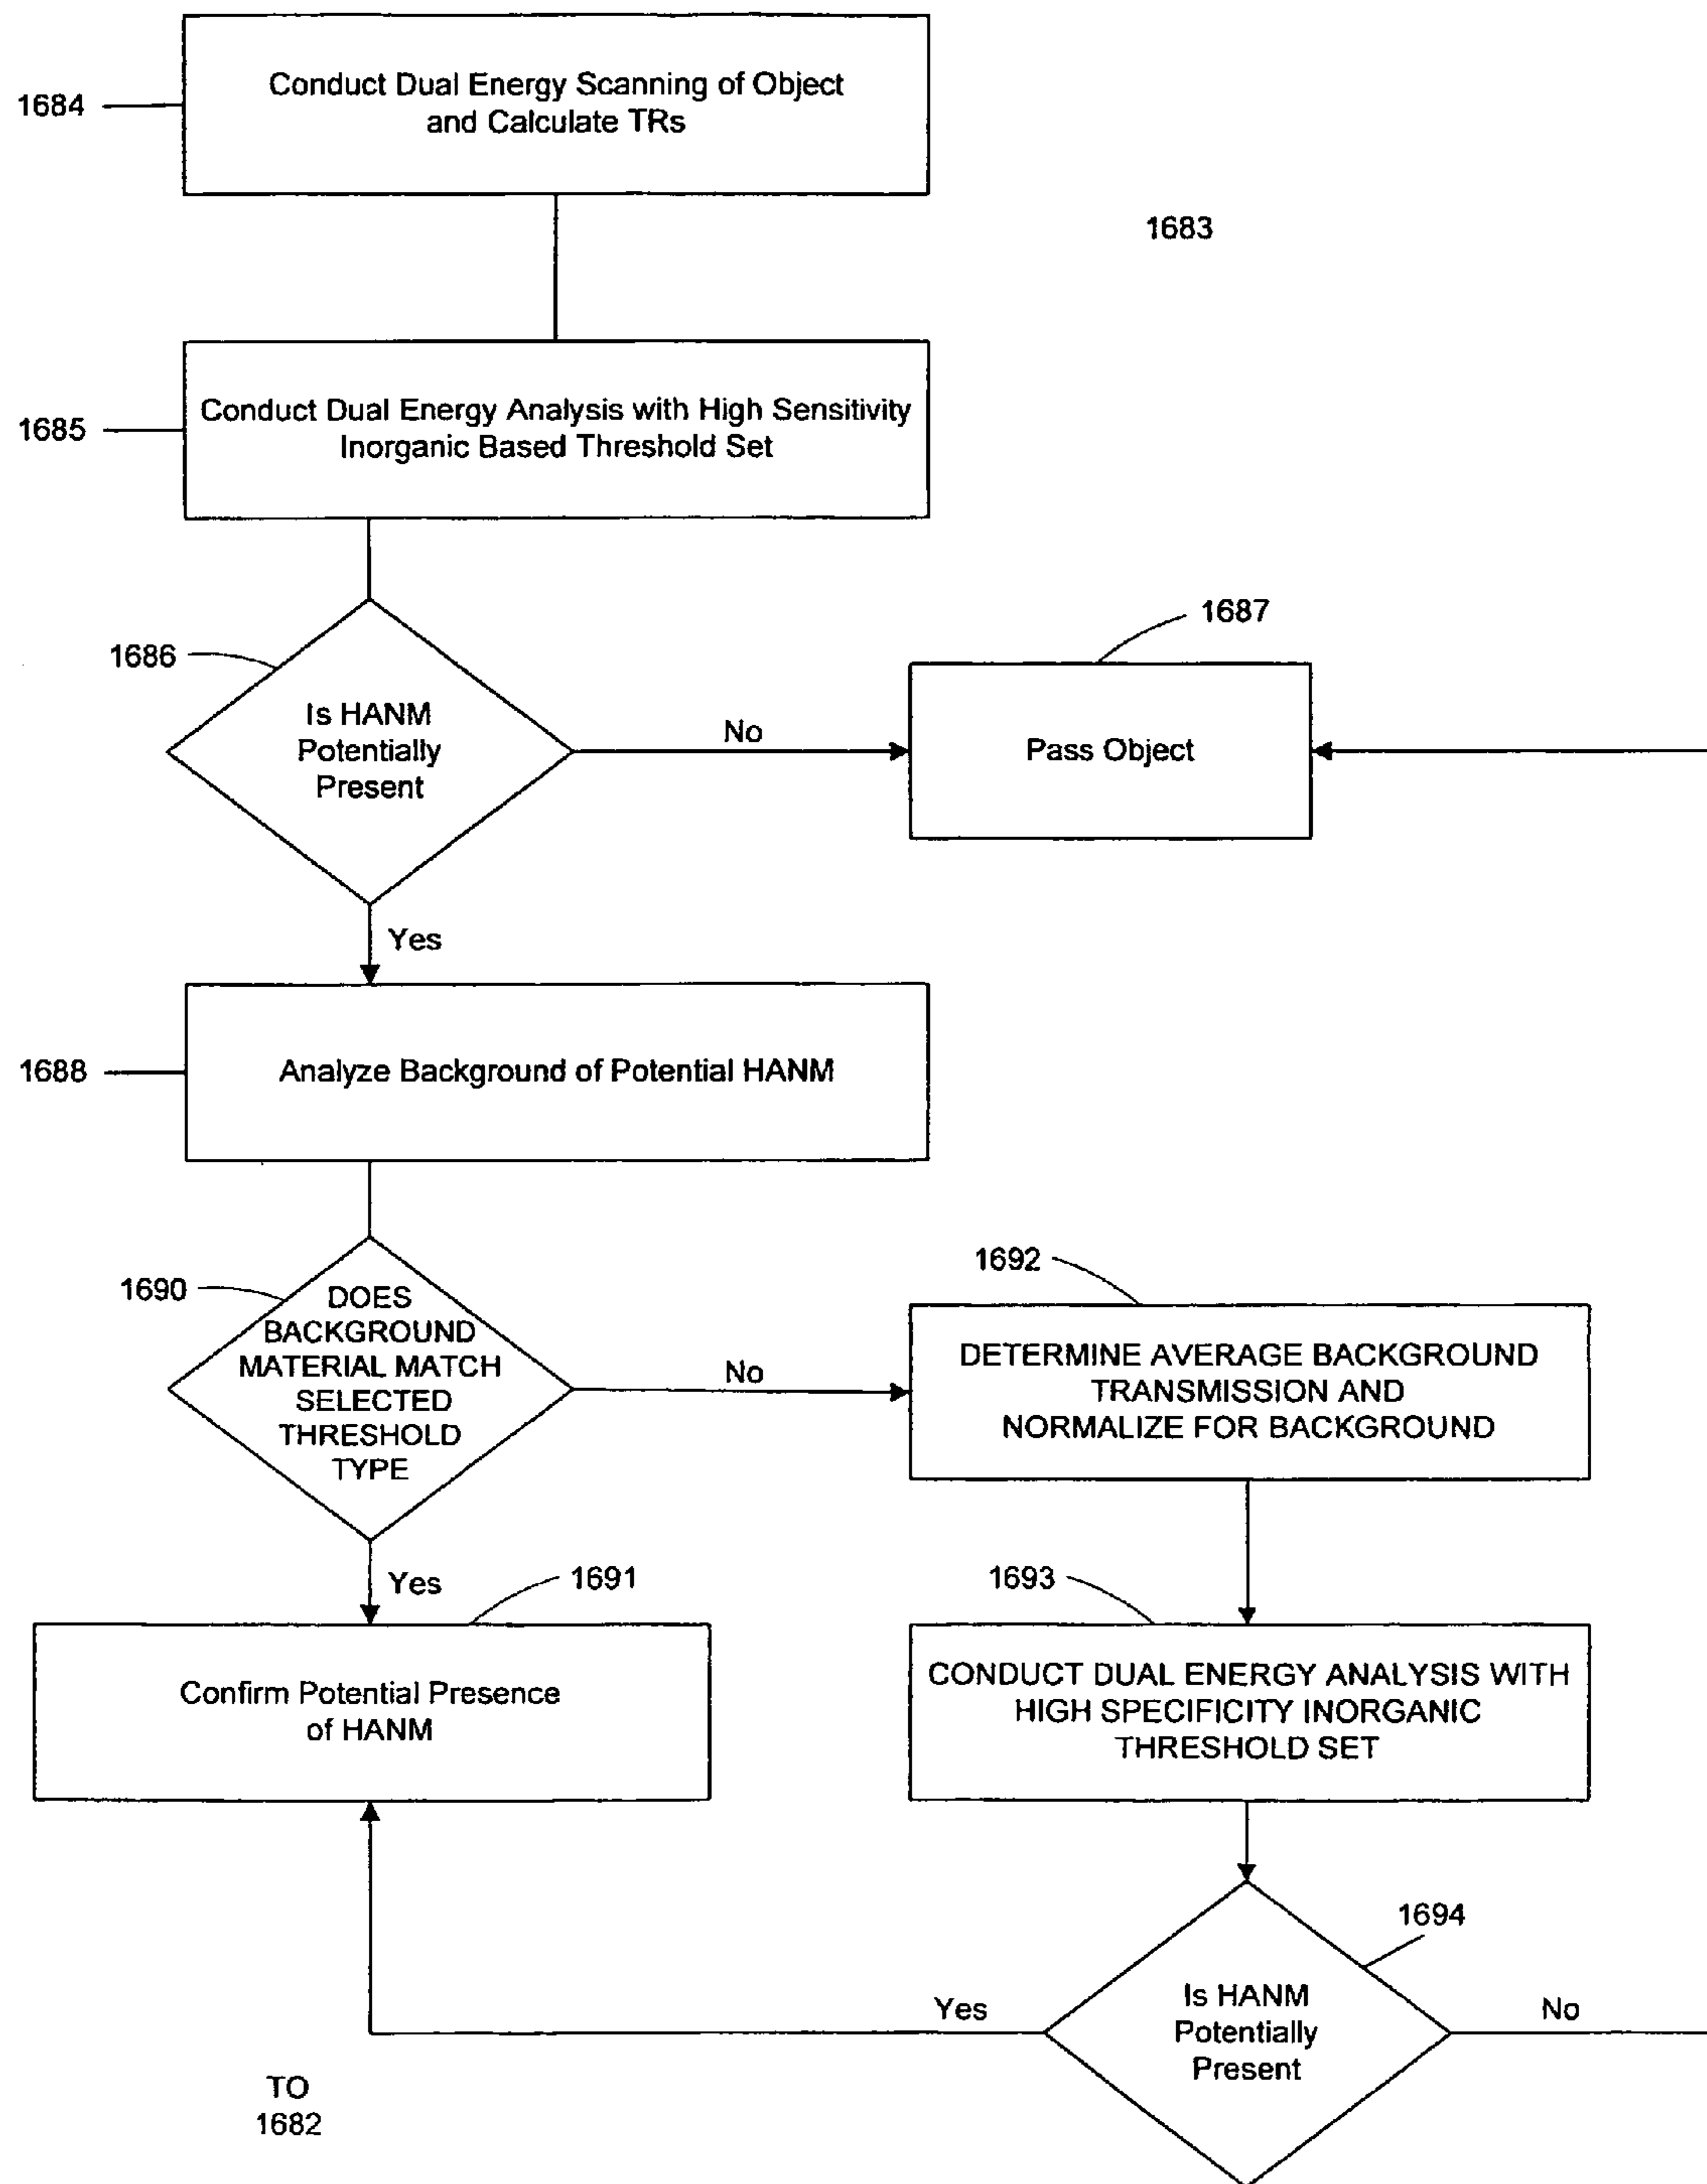 1684
Conduct Dual Energy Scanning of Object
and Calculate TRs
1683
1685
Conduct Dual Energy Analysis with High Sensitivity
Inorganic Based Threshold Set
1686
Is HANM
Potentially
Present
No
1687
Pass Object
Yes
1688
Analyze Background of Potential HANM
1690
DOES
BACKGROUND
MATERIAL MATCH
SELECTED
THRESHOLD
TYPE
No
1692
DETERMINE AVERAGE BACKGROUND
TRANSMISSION AND
NORMALIZE FOR BACKGROUND
Yes
1691
Confirm Potential Presence
of HANM
1693
CONDUCT DUAL ENERGY ANALYSIS WITH
HIGH SPECIFICITY INORGANIC
THRESHOLD SET
1694
Is HANM
Potentially
Present
Yes
No
TO
1682